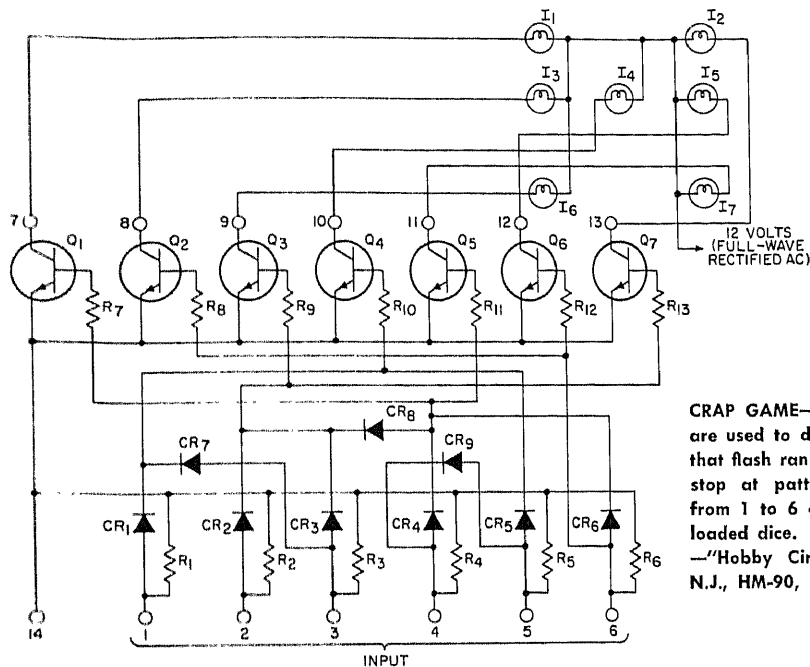 I1
I2
I3
I4
I5
I6
I7
7
8
9
10
11
12
13
Q1
Q2
Q3
Q4
Q5
Q6
Q7
12 VOLTS
(FULL-WAVE
RECTIFIED AC)
R7
R8
R9
R10
R11
R12
R13
CR7
CR8
CR9
CR1
CR2
CR3
CR4
CR5
CR6
R1
R2
R3
R4
R5
R6
14
1
2
3
4
5
6
INPUT
CRAP GAME—
are used to d
that flash ran
stop at patt
from 1 to 6
loaded dice.
—"Hobby Cir
N.J., HM-90,